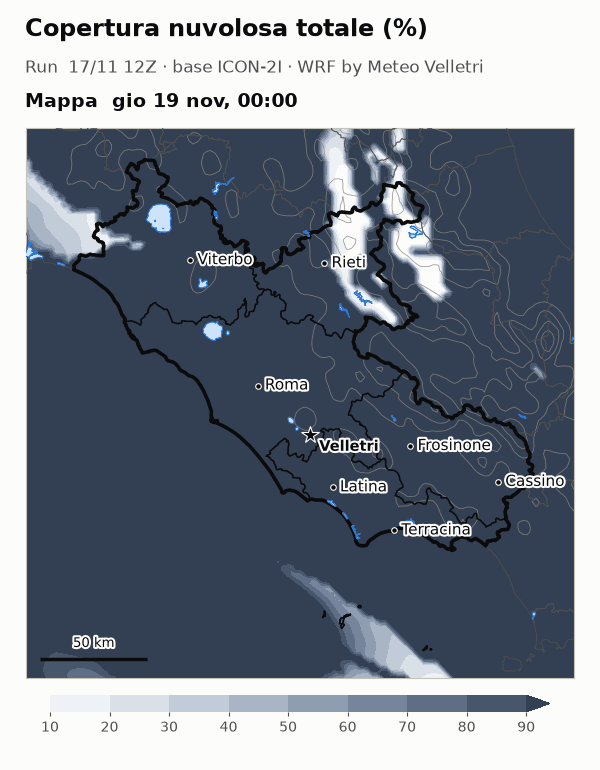 Copertura nuvolosa totale (%)
Run  17/11 12Z · base ICON-2I · WRF by Meteo Velletri
Mappa  gio 19 nov, 00:00
Viterbo
Rieti
Roma
Velletri
Frosinone
Cassino
Latina
Terracina
50 km
10 20 30 40 50 60 70 80 90